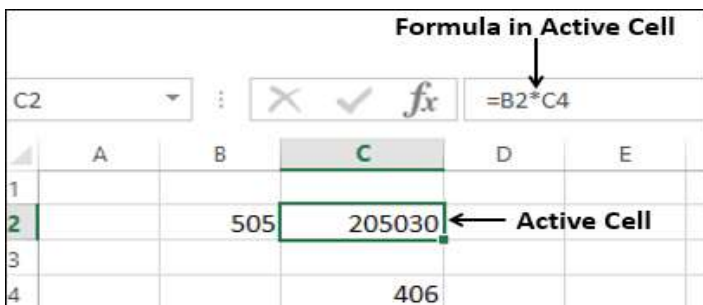 Formula in Active Cell
C2 fx =B2*C4
A B C D E
1
2 505 205030 Active Cell
3
4 406